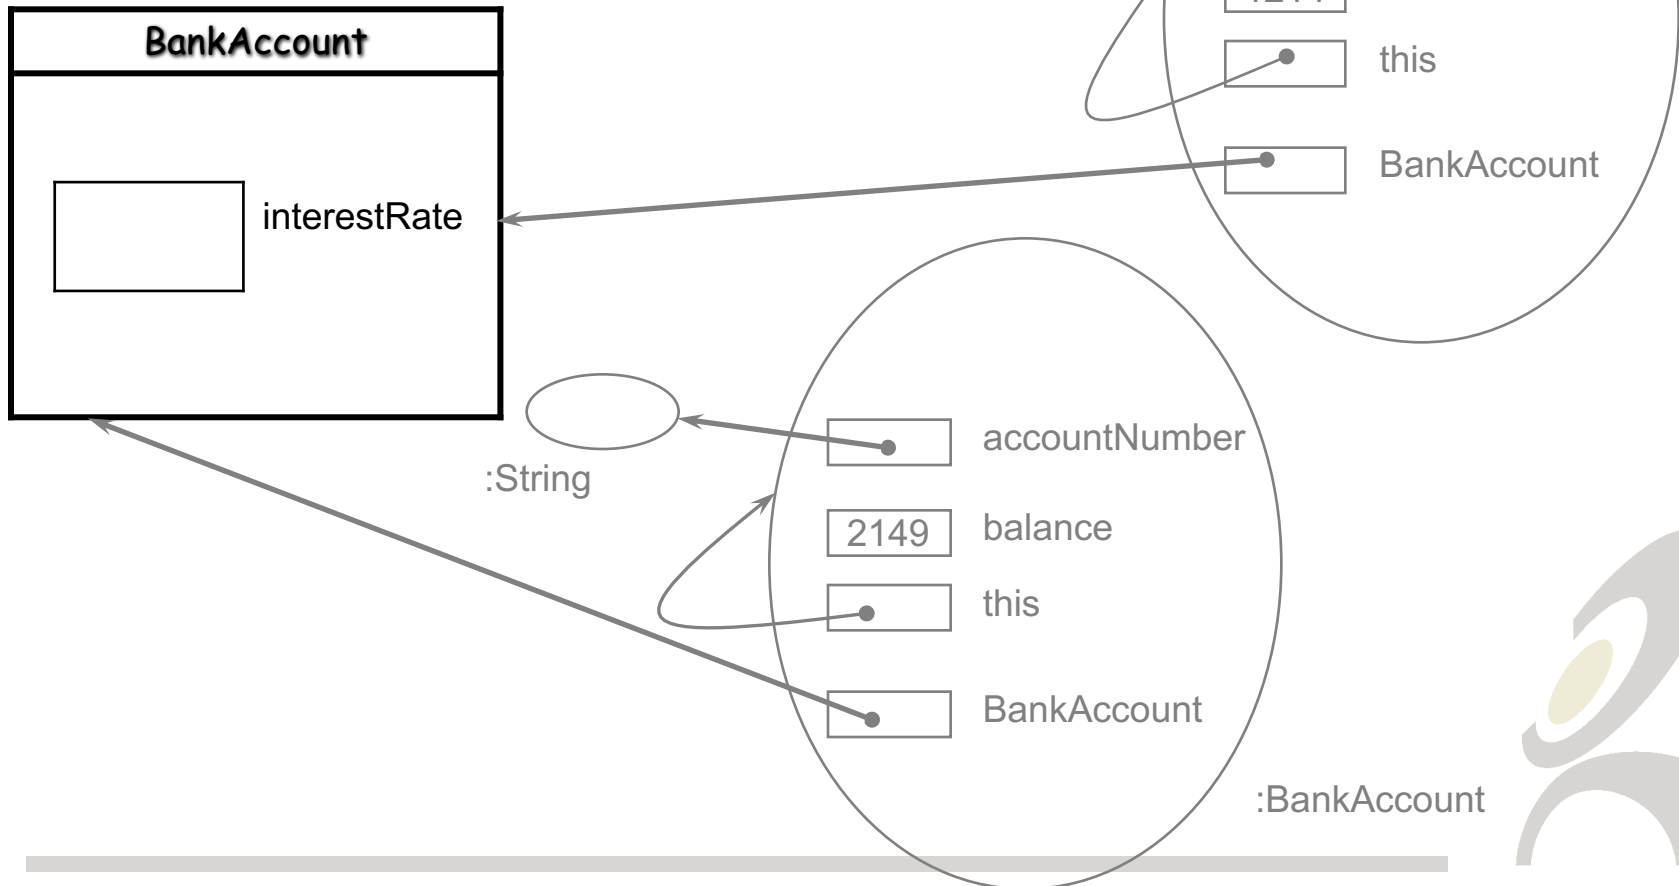 BankAccount
this
BankAccount
interestRate
accountNumber
:String
2149 balance
this
BankAccount
:BankAccount